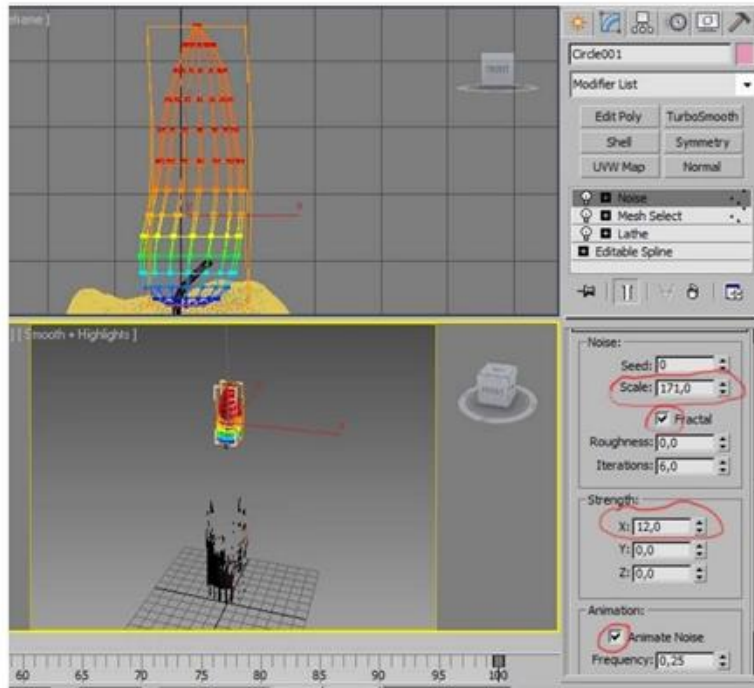 eframe ]
FRONT
Circle001
Modifier List
Edit Poly
TurboSmooth
Shell
Symmetry
UVW Map
Normal
Noise
Mesh Select
Lathe
Editable Spline
] [ Smooth + Highlights ]
Noise:
Seed: 0
Scale: 171,0
Fractal
Roughness: 0,0
Iterations: 6,0
Strength:
X: 12,0
Y: 0,0
Z: 0,0
Animation:
Animate Noise
Frequency: 0,25
60 65 70 75 80 85 90 95 100